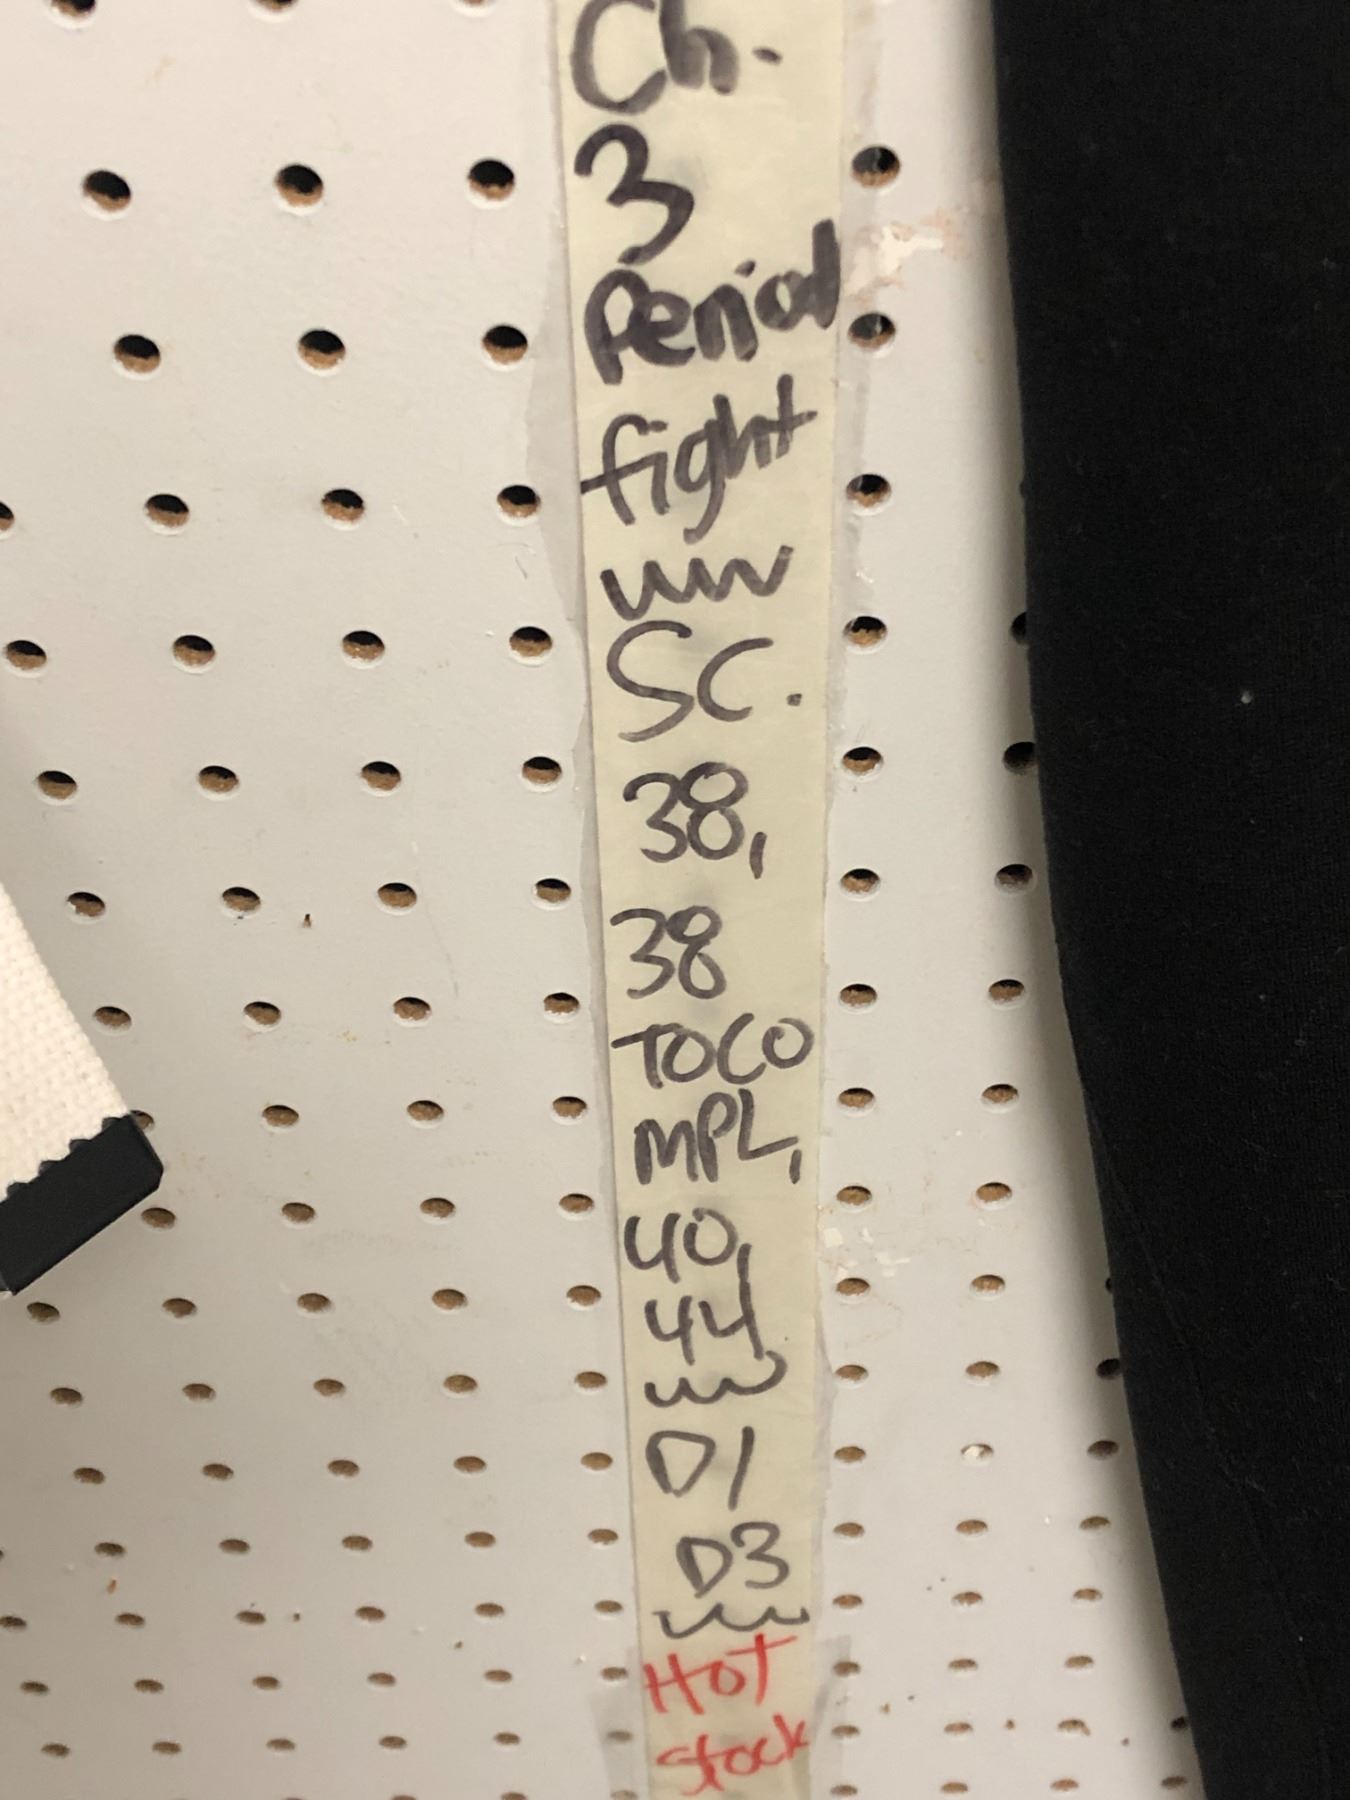 Ch.
3
Period
fight
SC.
38,
38
TOCO
MPL,
40,
44
D1
D3
Hot
stock